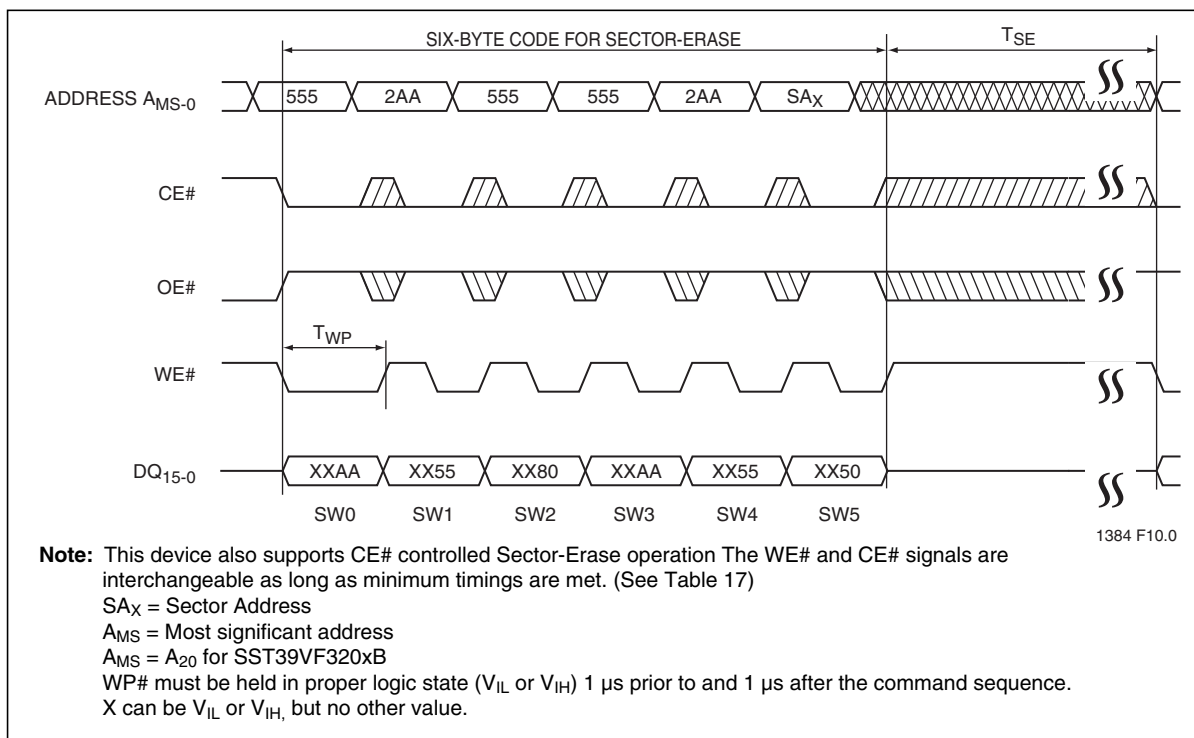 SIX-BYTE CODE FOR SECTOR-ERASE
TSE
ADDRESS AMS-0
555 2AA 555 555 2AA SAX
CE#
OE#
TWP
WE#
DQ15-0
XXAA XX55 XX80 XXAA XX55 XX50
SW0 SW1 SW2 SW3 SW4 SW5
1384 F10.0
Note: This device also supports CE# controlled Sector-Erase operation The WE# and CE# signals are
interchangeable as long as minimum timings are met. (See Table 17)
SAX = Sector Address
AMS = Most significant address
AMS = A20 for SST39VF320xB
WP# must be held in proper logic state (VIL or VIH) 1 µs prior to and 1 µs after the command sequence.
X can be VIL or VIH, but no other value.